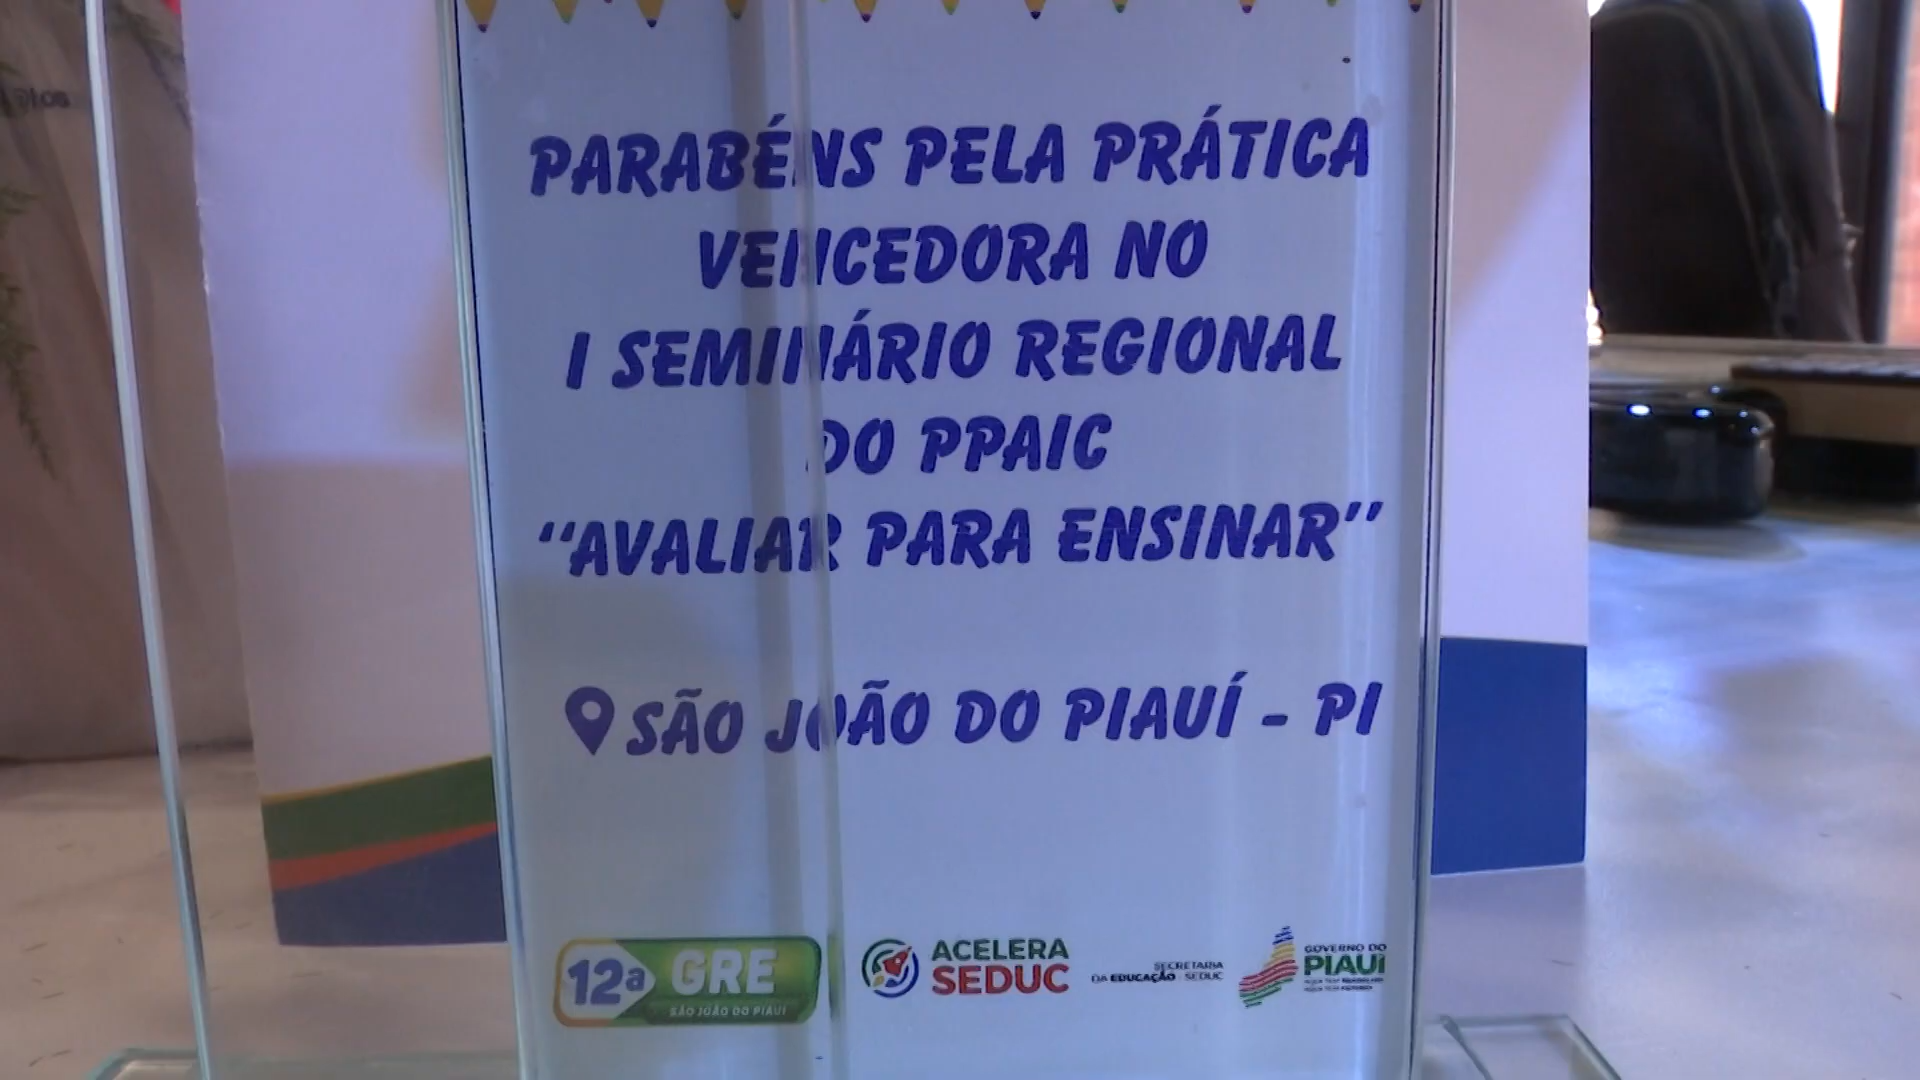 PARABÉNS PELA PRÁTICA
VENCEDORA NO
I SEMINÁRIO REGIONAL
DO PPAIC
“AVALIAR PARA ENSINAR”
SÃO JOÃO DO PIAUÍ - PI
12ª GRE
SÃO JOÃO DO PIAUÍ
ACELERA
SEDUC
SECRETARIA
DA EDUCAÇÃO - SEDUC
GOVERNO DO
PIAUÍ